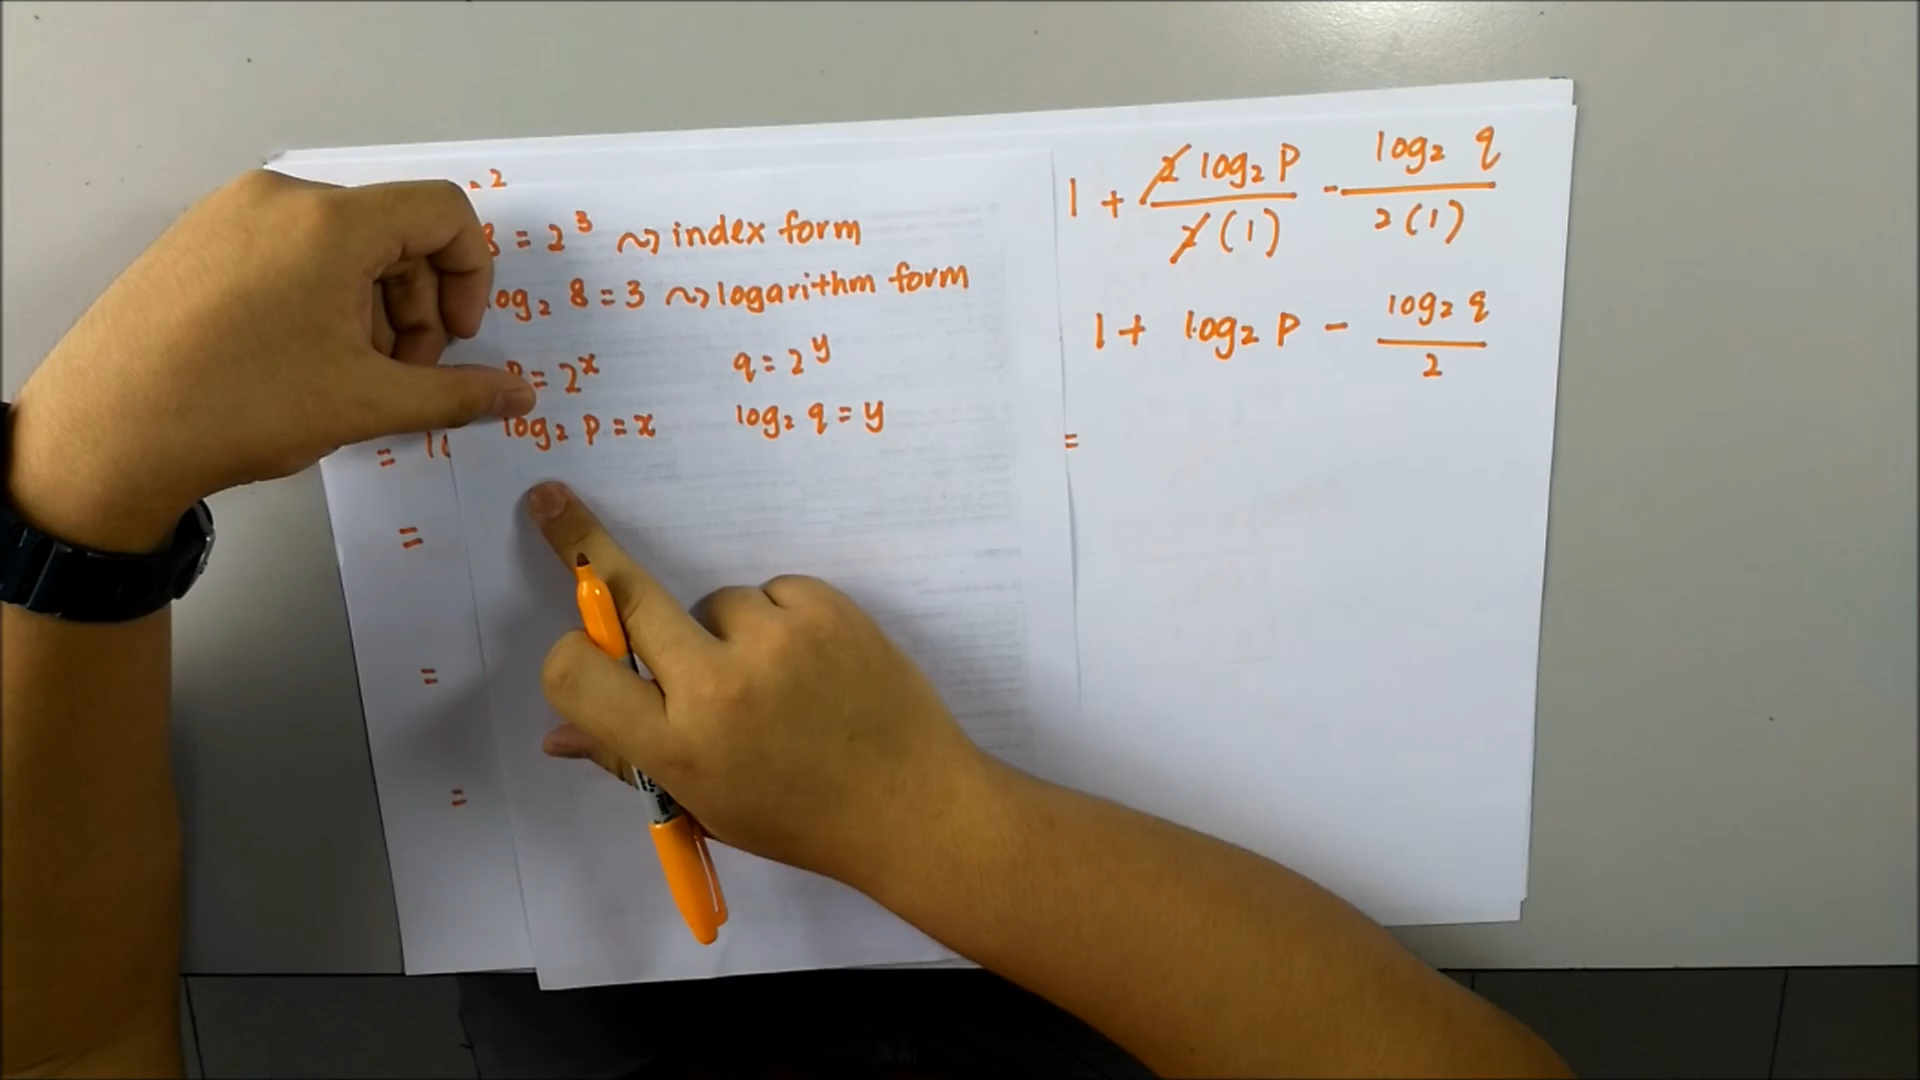 2
8 = 2³ ~> index form
log₂ 8 = 3 ~> logarithm form
P = 2ˣ q = 2ʸ
log₂ P = x log₂ q = y
=
=
=
=
1 + 2 log₂ P / 2 (1) - log₂ q / 2 (1)
1 + log₂ P - log₂ q / 2
=